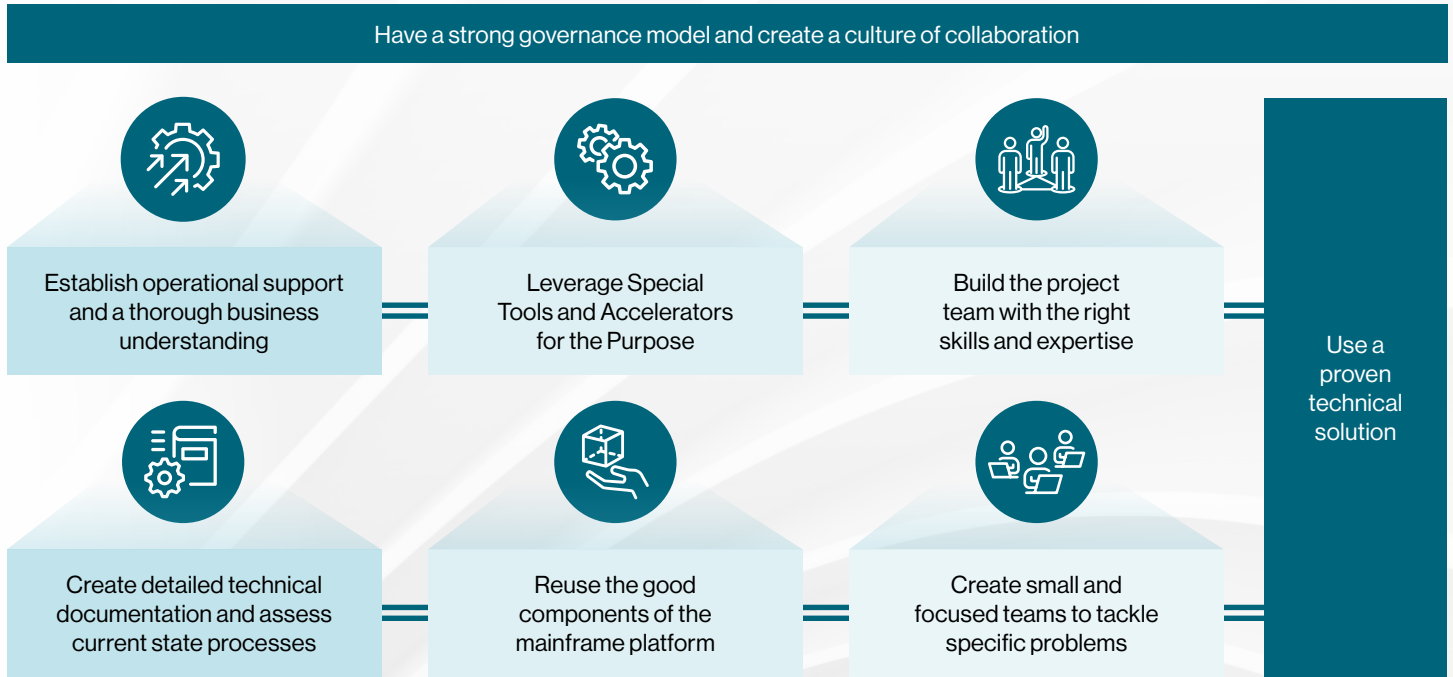 Have a strong governance model and create a culture of collaboration
Establish operational support
and a thorough business
understanding
Leverage Special
Tools and Accelerators
for the Purpose
Build the project
team with the right
skills and expertise
Use a
proven
technical
solution
Create detailed technical
documentation and assess
current state processes
Reuse the good
components of the
mainframe platform
Create small and
focused teams to tackle
specific problems